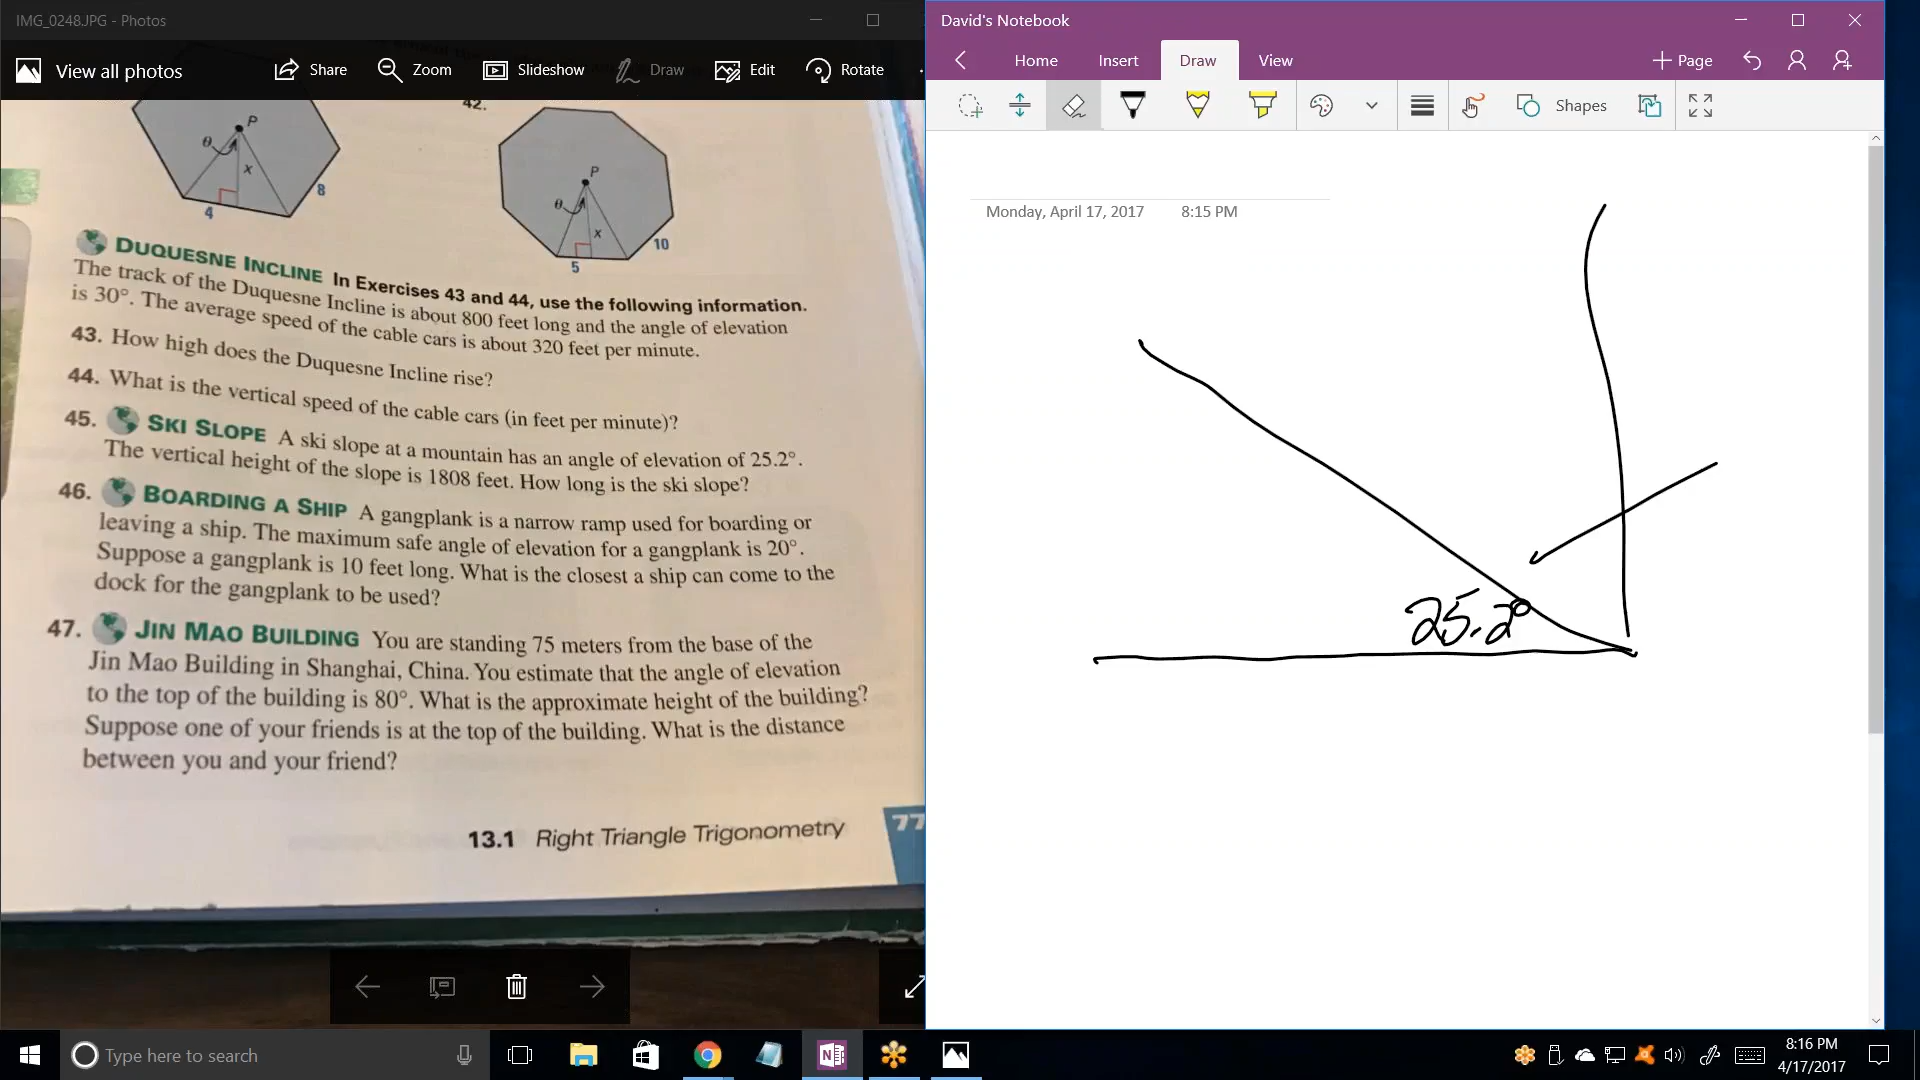 IMG_0248.JPG - Photos
View all photos
Share
Zoom
Slideshow
Draw
Edit
Rotate
42.
P
θ
x
8
4
P
θ
x
10
5
DUQUESNE INCLINE In Exercises 43 and 44, use the following information.
The track of the Duquesne Incline is about 800 feet long and the angle of elevation
is 30°. The average speed of the cable cars is about 320 feet per minute.
43. How high does the Duquesne Incline rise?
44. What is the vertical speed of the cable cars (in feet per minute)?
45. SKI SLOPE A ski slope at a mountain has an angle of elevation of 25.2°.
The vertical height of the slope is 1808 feet. How long is the ski slope?
46. BOARDING A SHIP A gangplank is a narrow ramp used for boarding or
leaving a ship. The maximum safe angle of elevation for a gangplank is 20°.
Suppose a gangplank is 10 feet long. What is the closest a ship can come to the
dock for the gangplank to be used?
47. JIN MAO BUILDING You are standing 75 meters from the base of the
Jin Mao Building in Shanghai, China. You estimate that the angle of elevation
to the top of the building is 80°. What is the approximate height of the building?
Suppose one of your friends is at the top of the building. What is the distance
between you and your friend?
13.1 Right Triangle Trigonometry
77
David's Notebook
Home
Insert
Draw
View
Page
Shapes
Monday, April 17, 2017 8:15 PM
25.2°
Type here to search
8:16 PM
4/17/2017